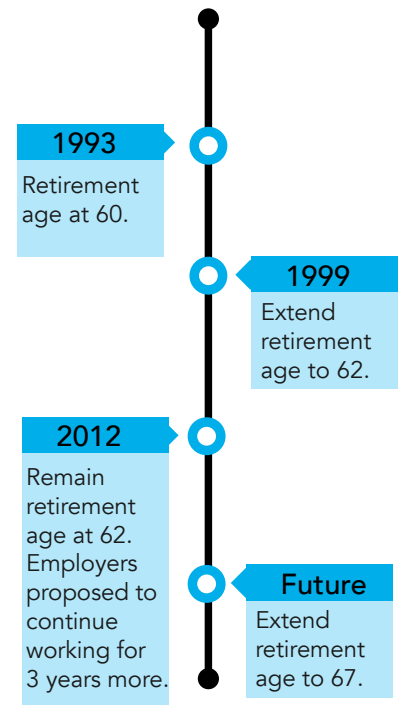 1993
Retirement
age at 60.
1999
Extend
retirement
age to 62.
2012
Remain
retirement
age at 62.
Employers
proposed to
continue
working for
3 years more.
Future
Extend
retirement
age to 67.